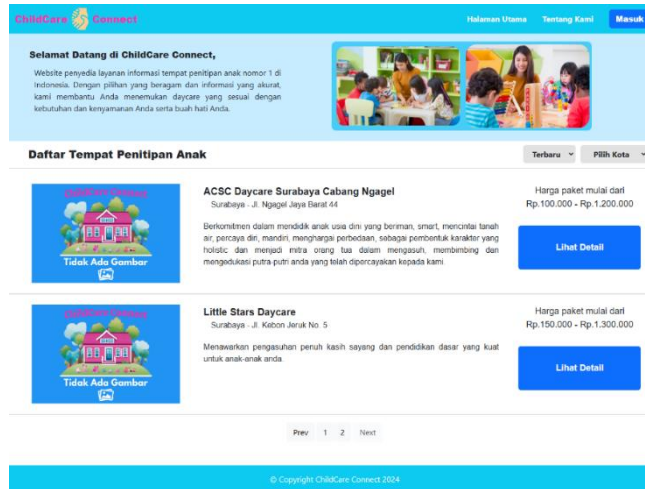 ChildCare Connect
Halaman Utama Tentang Kami Masuk
Selamat Datang di ChildCare Connect,
Website penyedia layanan informasi tempat penitipan anak nomor 1 di
Indonesia. Dengan pilihan yang beragam dan informasi yang akurat,
kami membantu Anda menemukan daycare yang sesuai dengan
kebutuhan dan kenyamanan Anda serta buah hati Anda.
Daftar Tempat Penitipan Anak
Terbaru Pilih Kota
ChildCare Connect
Tidak Ada Gambar
ACSC Daycare Surabaya Cabang Ngagel
Surabaya - Jl. Ngagel Jaya Barat 44
Berkomitmen dalam mendidik anak usia dini yang beriman, smart, mencintai tanah
air, percaya diri, mandiri, menghargai perbedaan, sebagai pembentuk karakter yang
holistic dan menjadi mitra orang tua dalam mengasuh, membimbing dan
mengedukasi putra-putri anda yang telah dipercayakan kepada kami.
Harga paket mulai dari
Rp.100.000 - Rp.1.200.000
Lihat Detail
ChildCare Connect
Tidak Ada Gambar
Little Stars Daycare
Surabaya - Jl. Kebon Jeruk No. 5
Menawarkan pengasuhan penuh kasih sayang dan pendidikan dasar yang kuat
untuk anak-anak anda.
Harga paket mulai dari
Rp.150.000 - Rp.1.300.000
Lihat Detail
Prev 1 2 Next
© Copyright ChildCare Connect 2024